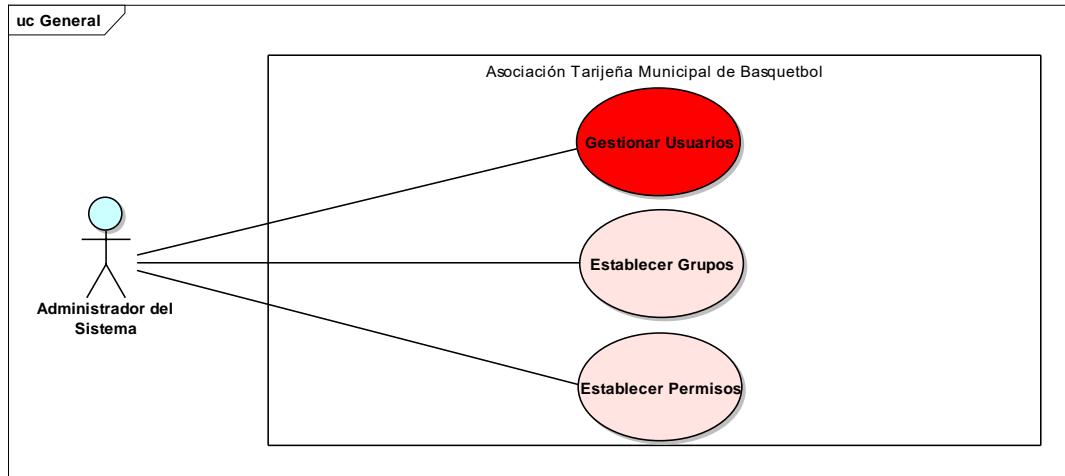 uc General
Asociación Tarijeña Municipal de Basquetbol
Gestionar Usuarios
Establecer Grupos
Administrador del
Sistema
Establecer Permisos